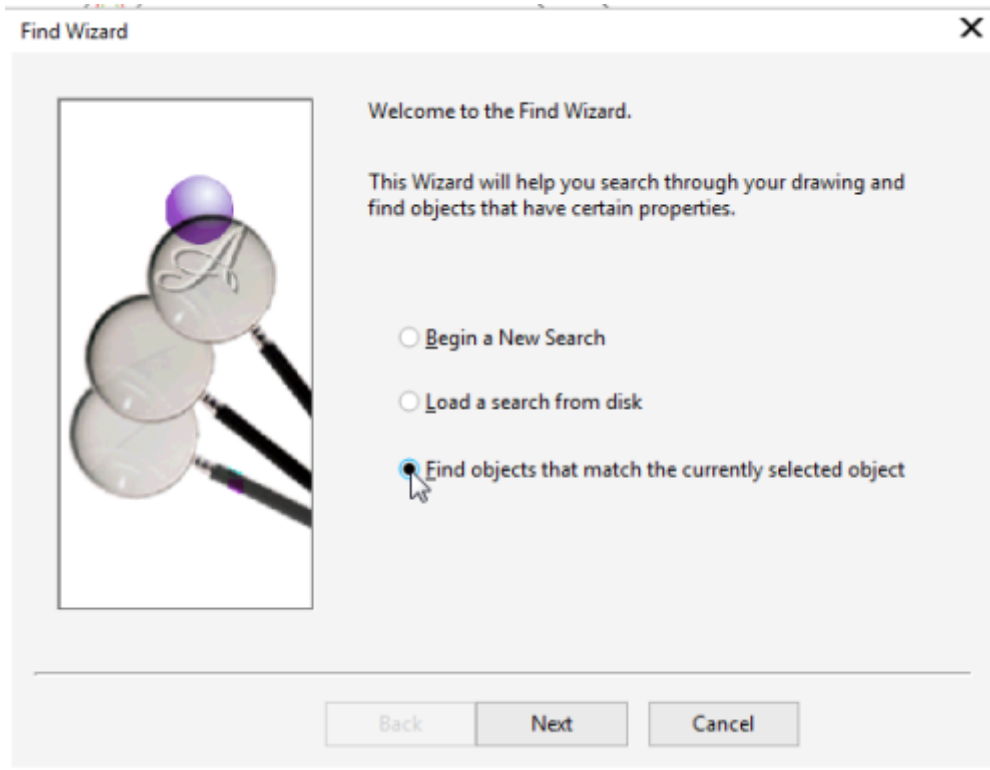 Find Wizard
Welcome to the Find Wizard.
This Wizard will help you search through your drawing and
find objects that have certain properties.
Begin a New Search
Load a search from disk
Find objects that match the currently selected object
Back
Next
Cancel